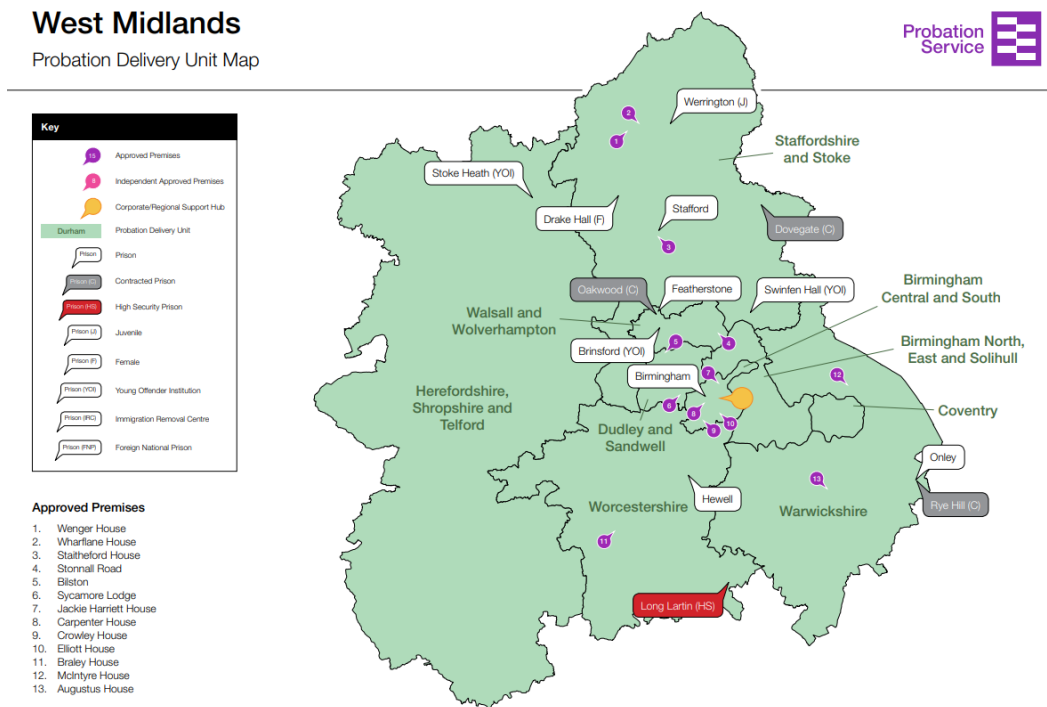 West Midlands
Probation Delivery Unit Map
Probation
Service
Key
15 Approved Premises
8 Independent Approved Premises
Corporate/Regional Support Hub
Durham Probation Delivery Unit
Prison Prison
Prison (C) Contracted Prison
Prison (HS) High Security Prison
Prison (J) Juvenile
Prison (F) Female
Prison (YOI) Young Offender Institution
Prison (IRC) Immigration Removal Centre
Prison (FNP) Foreign National Prison
Approved Premises
1. Wenger House
2. Wharflane House
3. Staitheford House
4. Stonnall Road
5. Bilston
6. Sycamore Lodge
7. Jackie Harriett House
8. Carpenter House
9. Crowley House
10. Elliott House
11. Braley House
12. McIntyre House
13. Augustus House
Werrington (J)
2
1
Staffordshire
and Stoke
Stoke Heath (YOI)
Drake Hall (F)
Stafford
Dovegate (C)
3
Oakwood (C)
Featherstone
Swinfen Hall (YOI)
Birmingham
Central and South
Walsall and
Wolverhampton
Brinsford (YOI)
5
4
Birmingham North,
East and Solihull
Birmingham
7
12
Herefordshire,
Shropshire and
Telford
6
8
9
10
Coventry
Dudley and
Sandwell
Onley
Rye Hill (C)
Hewell
13
Worcestershire
Warwickshire
11
Long Lartin (HS)